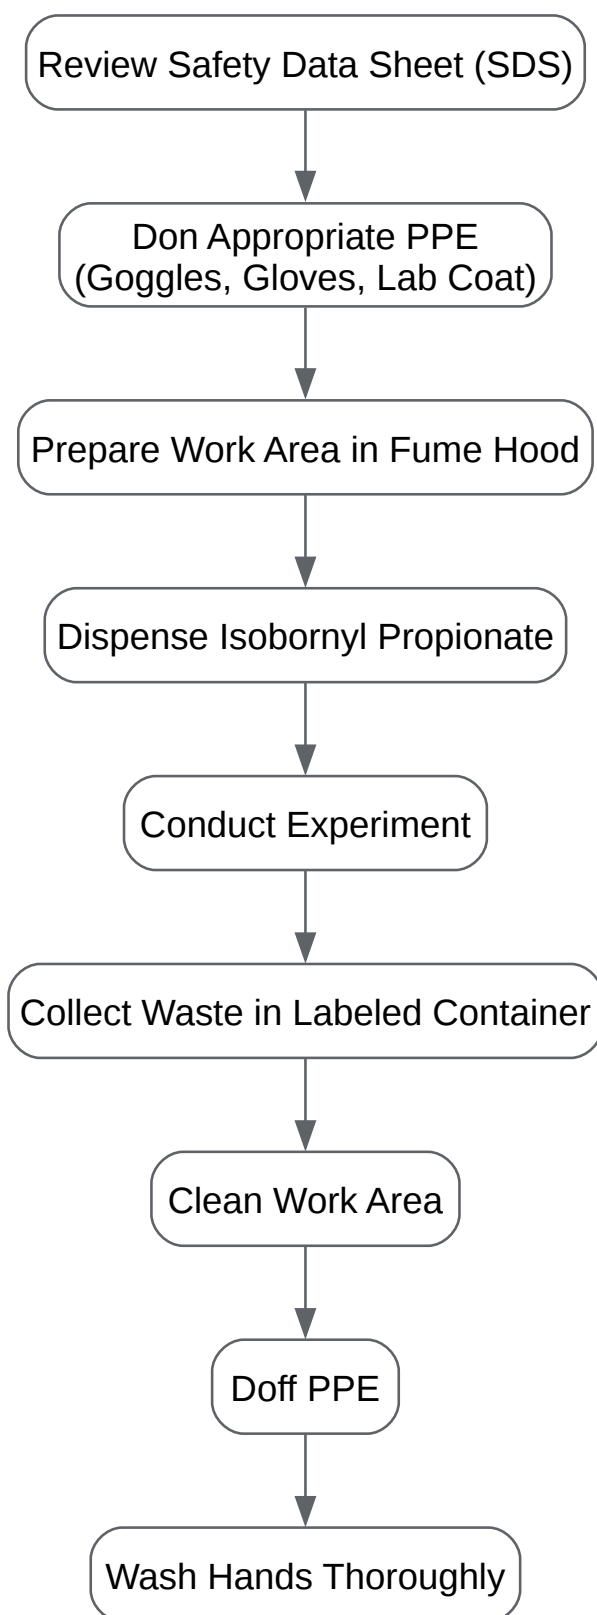 Review Safety Data Sheet (SDS)
Don Appropriate PPE
(Goggles, Gloves, Lab Coat)
Prepare Work Area in Fume Hood
Dispense Isobornyl Propionate
Conduct Experiment
Collect Waste in Labeled Container
Clean Work Area
Doff PPE
Wash Hands Thoroughly